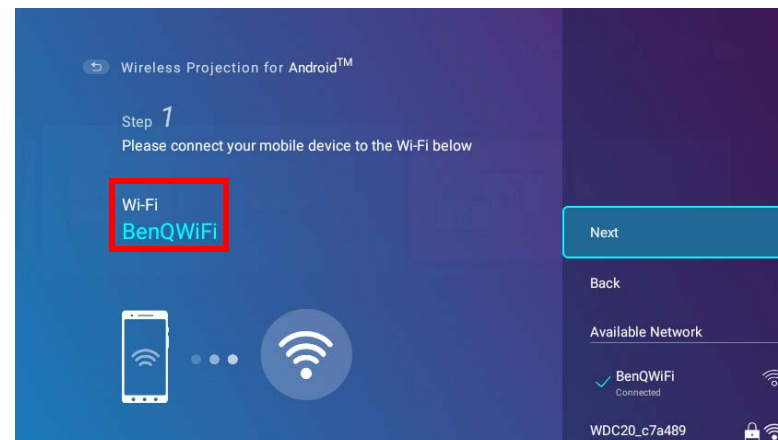 Wireless Projection for Android™
Step 1
Please connect your mobile device to the Wi-Fi below
Wi-Fi
BenQWiFi
Next
Back
Available Network
BenQWiFi
Connected
WDC20_c7a489